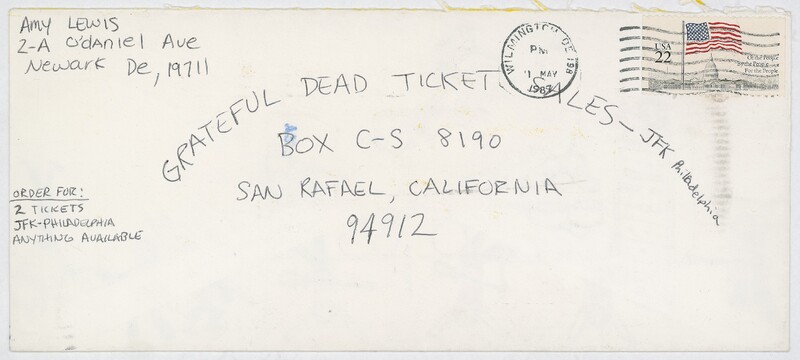 AMY LEWIS
2-A O'daniel Ave
Newark De, 19711
WILMINGTON, DE 198
PM
1 MAY
1987
USA
22
Of the People
By the People
For the People
GRATEFUL DEAD TICKET SALES - JFK Philadelphia
BOX C-S 8190
SAN RAFAEL, CALIFORNIA
94912
ORDER FOR:
2 TICKETS
JFK-PHILADELPHIA
ANYTHING AVAILABLE